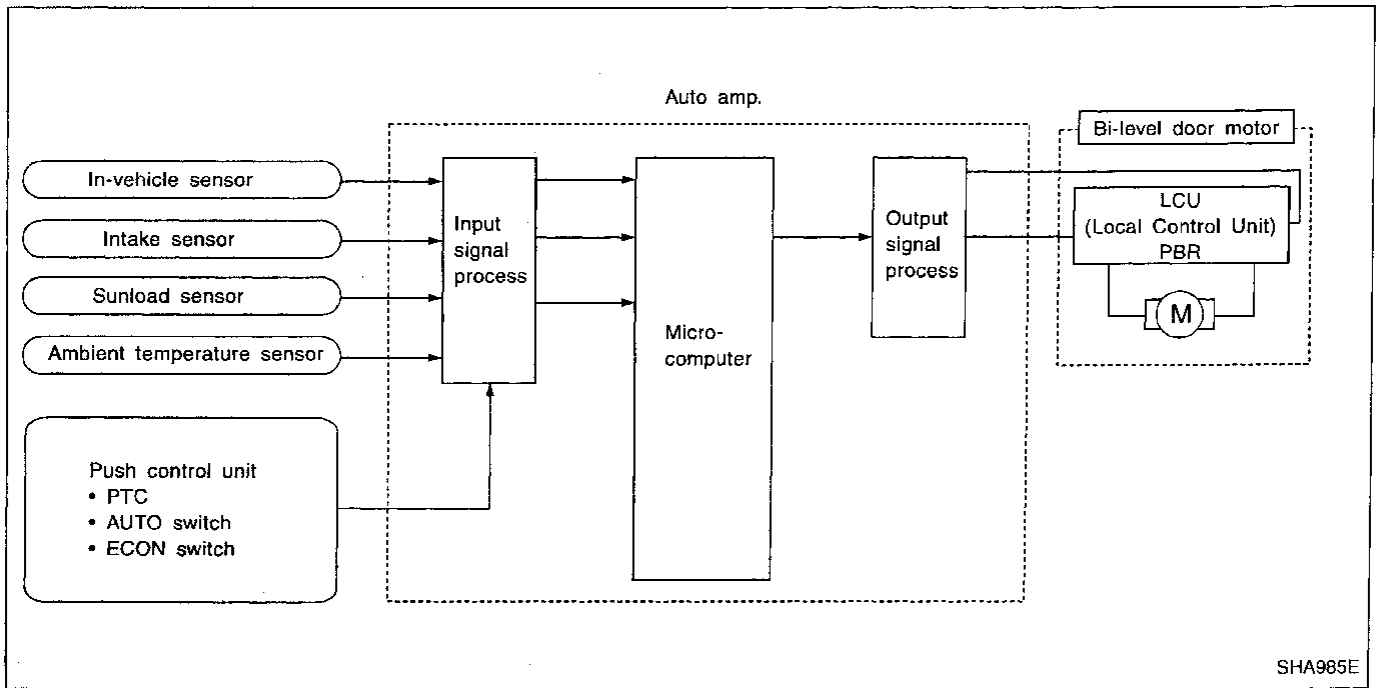 Auto amp.
Bi-level door motor
In-vehicle sensor
Intake sensor
Sunload sensor
Ambient temperature sensor
Input
signal
process
Micro-
computer
Output
signal
process
LCU
(Local Control Unit)
PBR
M
Push control unit
• PTC
• AUTO switch
• ECON switch
SHA985E